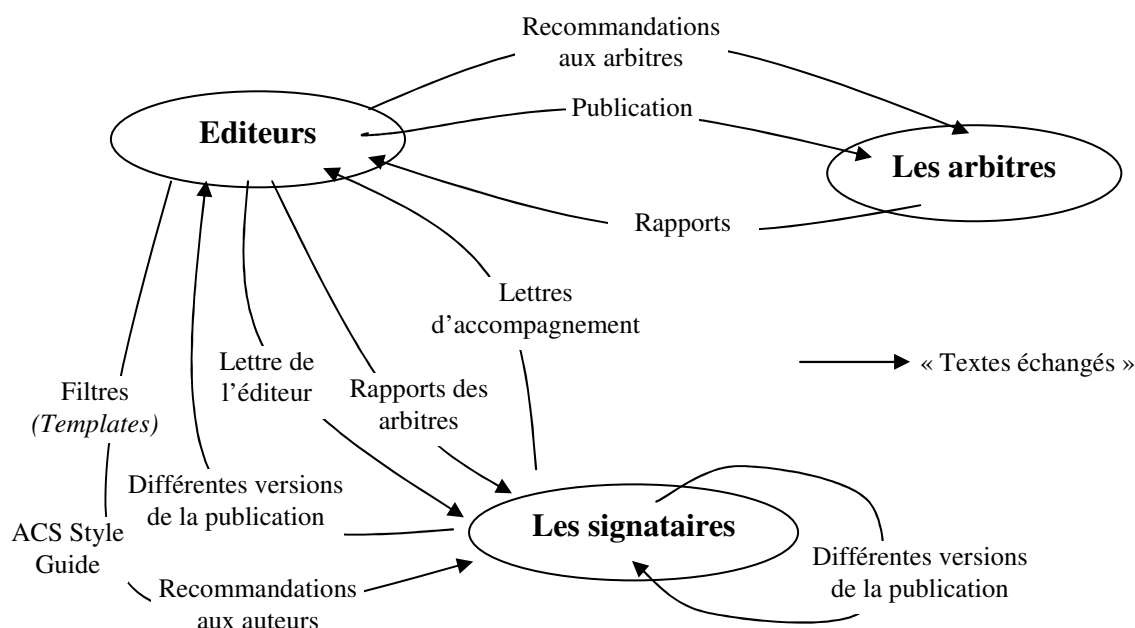 Recommandations
aux arbitres
Publication
Editeurs
Les arbitres
Rapports
Lettres
d’accompagnement
« Textes échangés »
Lettre de
l’éditeur
Rapports des
arbitres
Filtres
(Templates)
Différentes versions
de la publication
ACS Style
Guide
Les signataires
Différentes versions
de la publication
Recommandations
aux auteurs